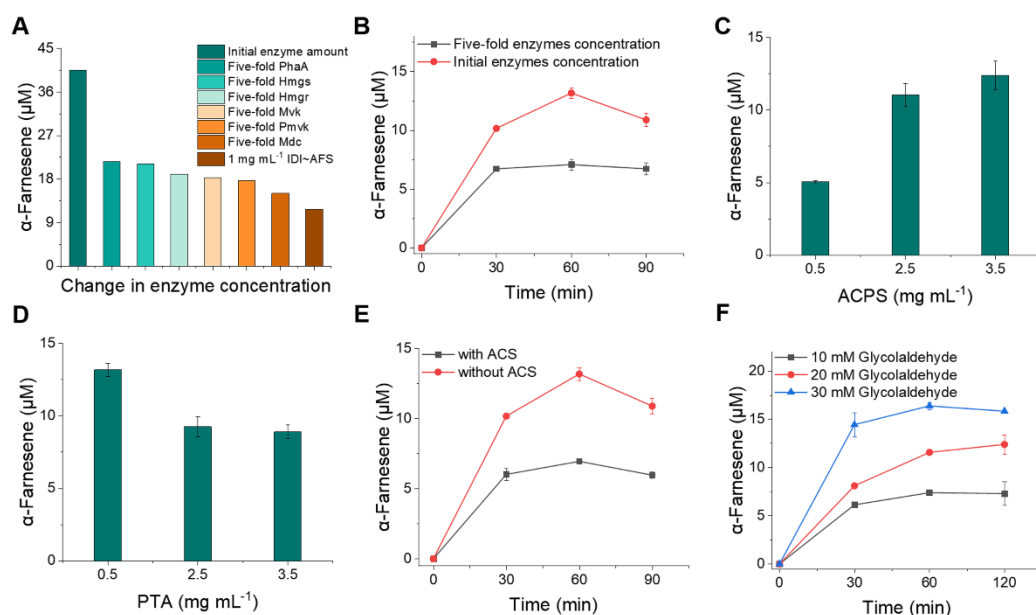 A
45
36
27
18
9
0
α-Farnesene (μM)
Initial enzyme amount
Five-fold PhaA
Five-fold Hmgs
Five-fold Hmgr
Five-fold Mvk
Five-fold Pmvk
Five-fold Mdc
1 mg mL⁻¹ IDI~AFS
Change in enzyme concentration
B
15
10
5
0
α-Farnesene (μM)
Five-fold enzymes concentration
Initial enzymes concentration
0 30 60 90
Time (min)
C
15
10
5
0
α-Farnesene (μM)
0.5 2.5 3.5
ACPS (mg mL⁻¹)
D
15
10
5
0
α-Farnesene (μM)
0.5 2.5 3.5
PTA (mg mL⁻¹)
E
15
10
5
0
α-Farnesene (μM)
with ACS
without ACS
0 30 60 90
Time (min)
F
20
15
10
5
0
α-Farnesene (μM)
10 mM Glycolaldehyde
20 mM Glycolaldehyde
30 mM Glycolaldehyde
0 30 60 120
Time (min)